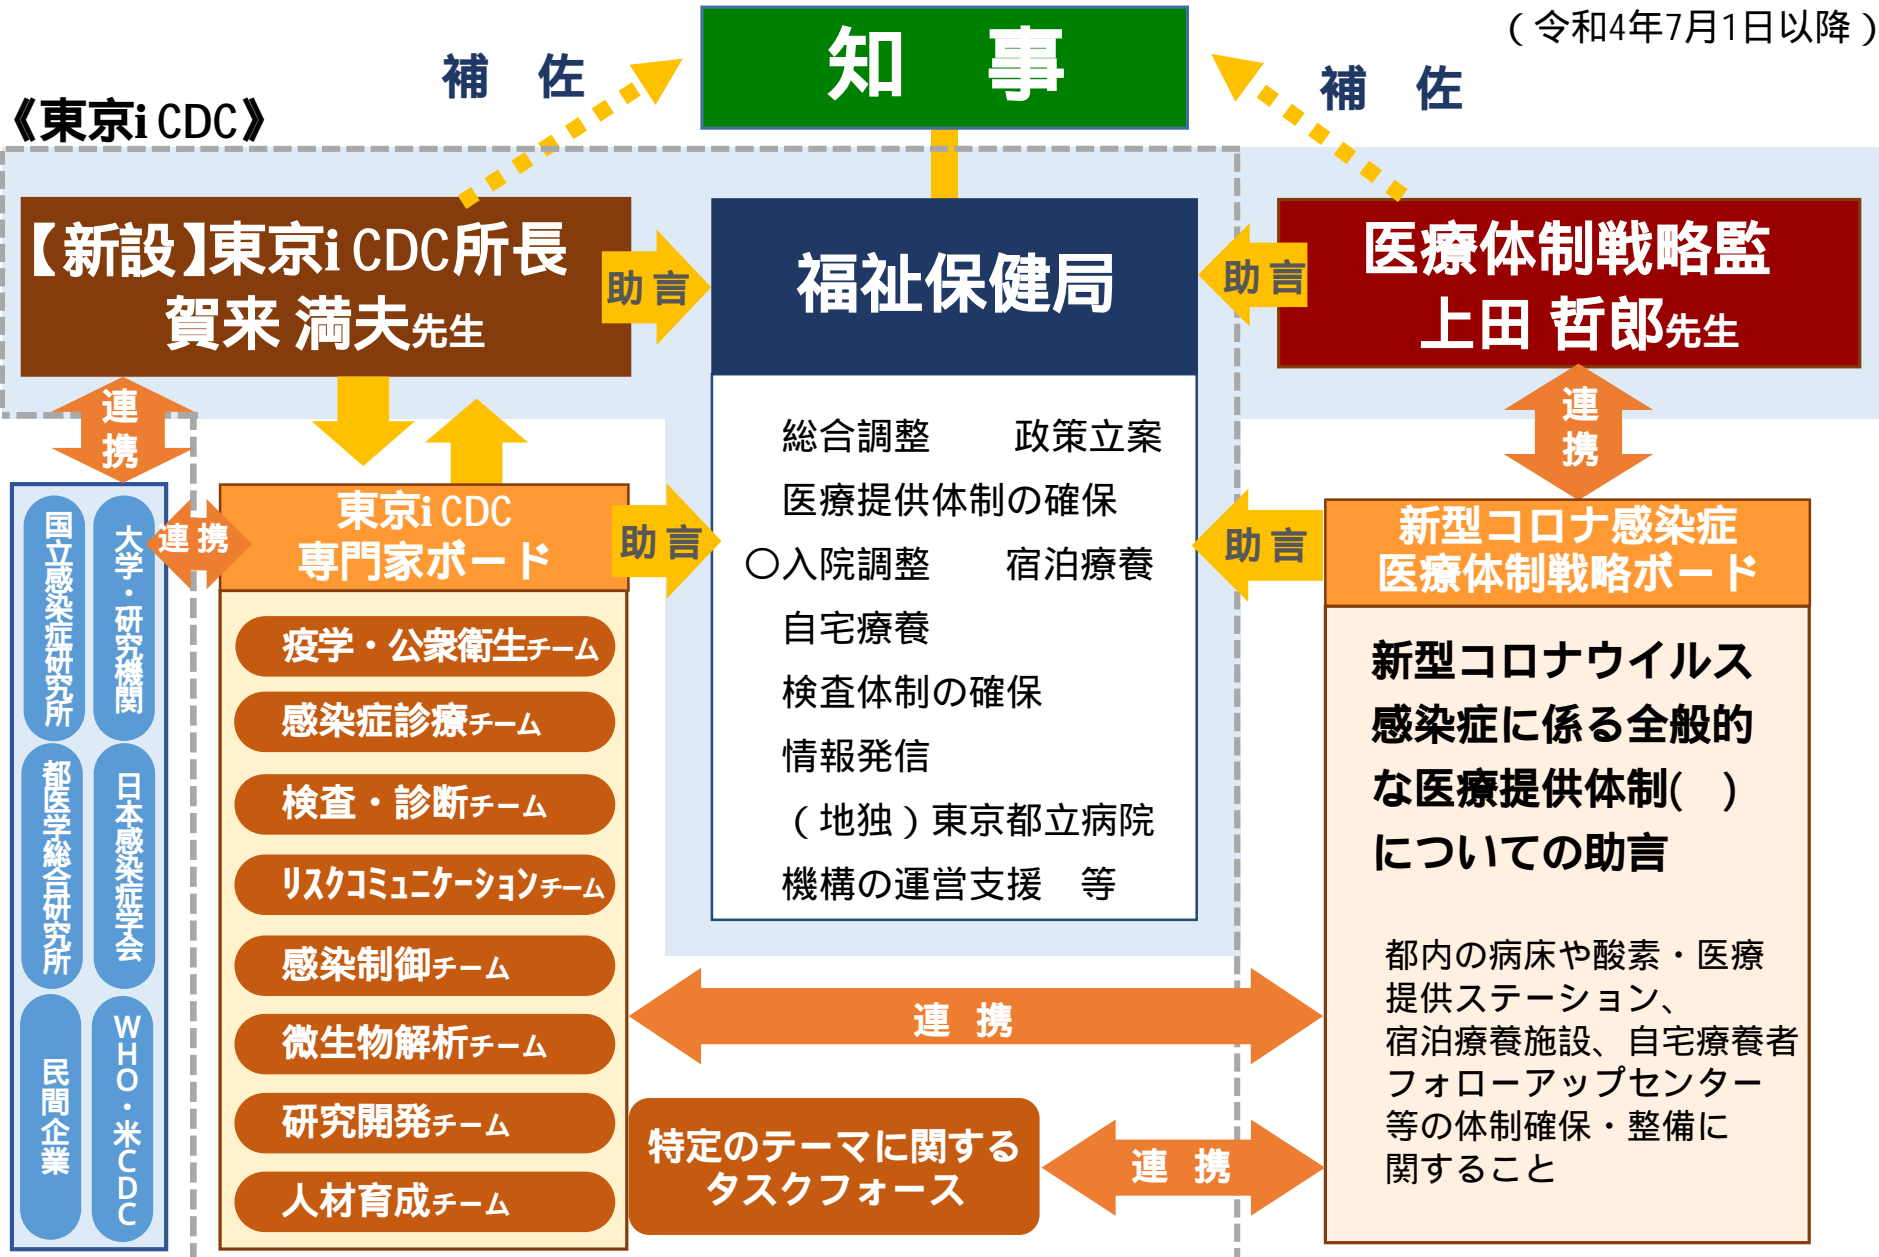 （令和4年7月1日以降）
知　事
補　佐
補　佐
《東京iCDC》
【新設】東京iCDC所長
賀来 満夫先生
助言
福祉保健局
助言
医療体制戦略監
上田 哲郎先生
連携
連携
総合調整　　政策立案
医療提供体制の確保
〇入院調整　　宿泊療養
自宅療養
検査体制の確保
情報発信
（地独）東京都立病院
機構の運営支援　等
国立感染症研究所
大学・研究機関
都医学総合研究所
日本感染症学会
民間企業
WHO・米CDC
連携
東京iCDC
専門家ボード
助言
助言
疫学・公衆衛生チーム
感染症診療チーム
検査・診断チーム
リスクコミュニケーションチーム
感染制御チーム
微生物解析チーム
研究開発チーム
人材育成チーム
新型コロナ感染症
医療体制戦略ボード
新型コロナウイルス
感染症に係る全般的
な医療提供体制(　)
についての助言
都内の病床や酸素・医療
提供ステーション、
宿泊療養施設、自宅療養者
フォローアップセンター
等の体制確保・整備に
関すること
連　携
特定のテーマに関する
タスクフォース
連　携